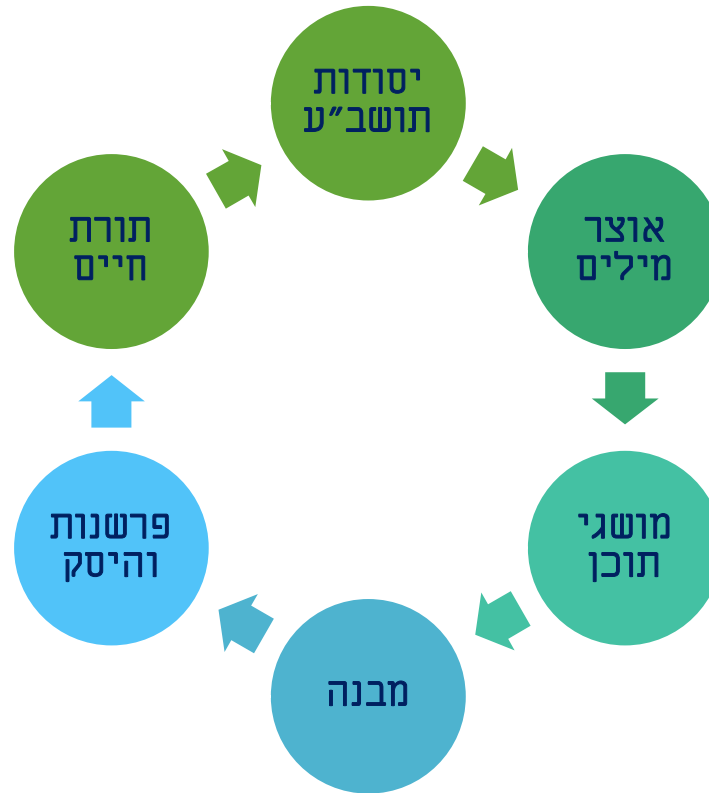 יסודות
תושב״ע
אוצר
מילים
מושגי
תוכן
מבנה
פרשנות
והיסק
תורת
חיים